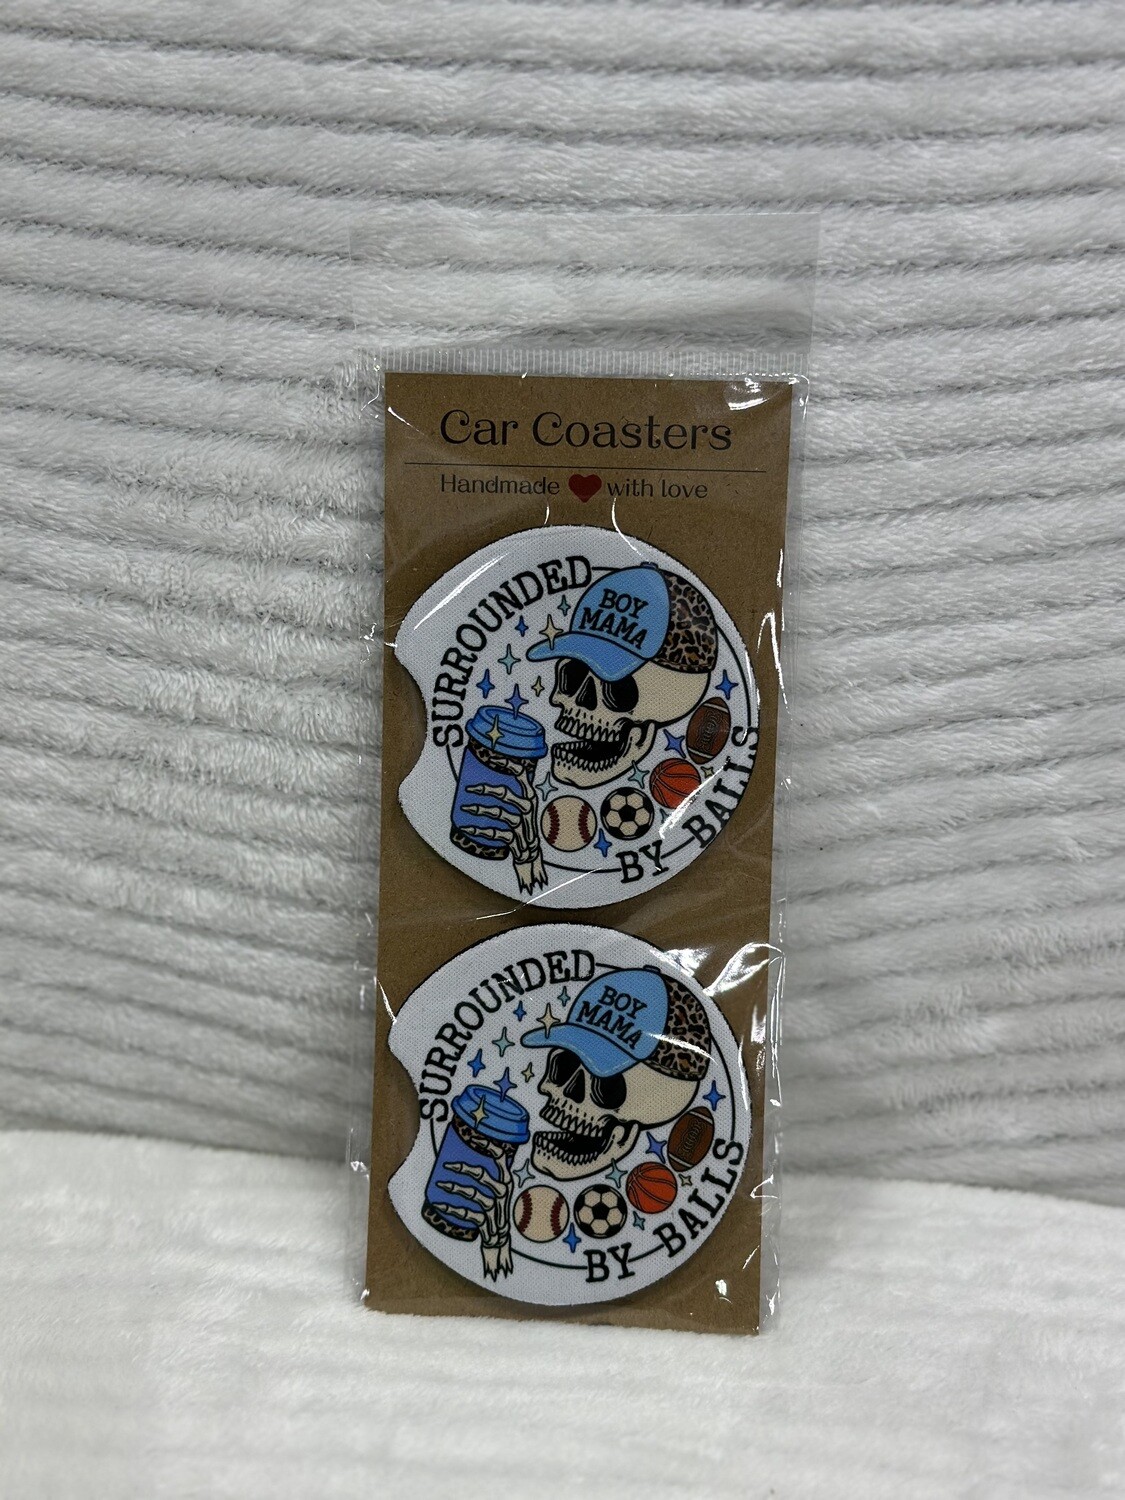 Car Coasters
Handmade with love
SURROUNDED
BOY
MAMA
BY BALLS
SURROUNDED
BOY
MAMA
BY BALLS